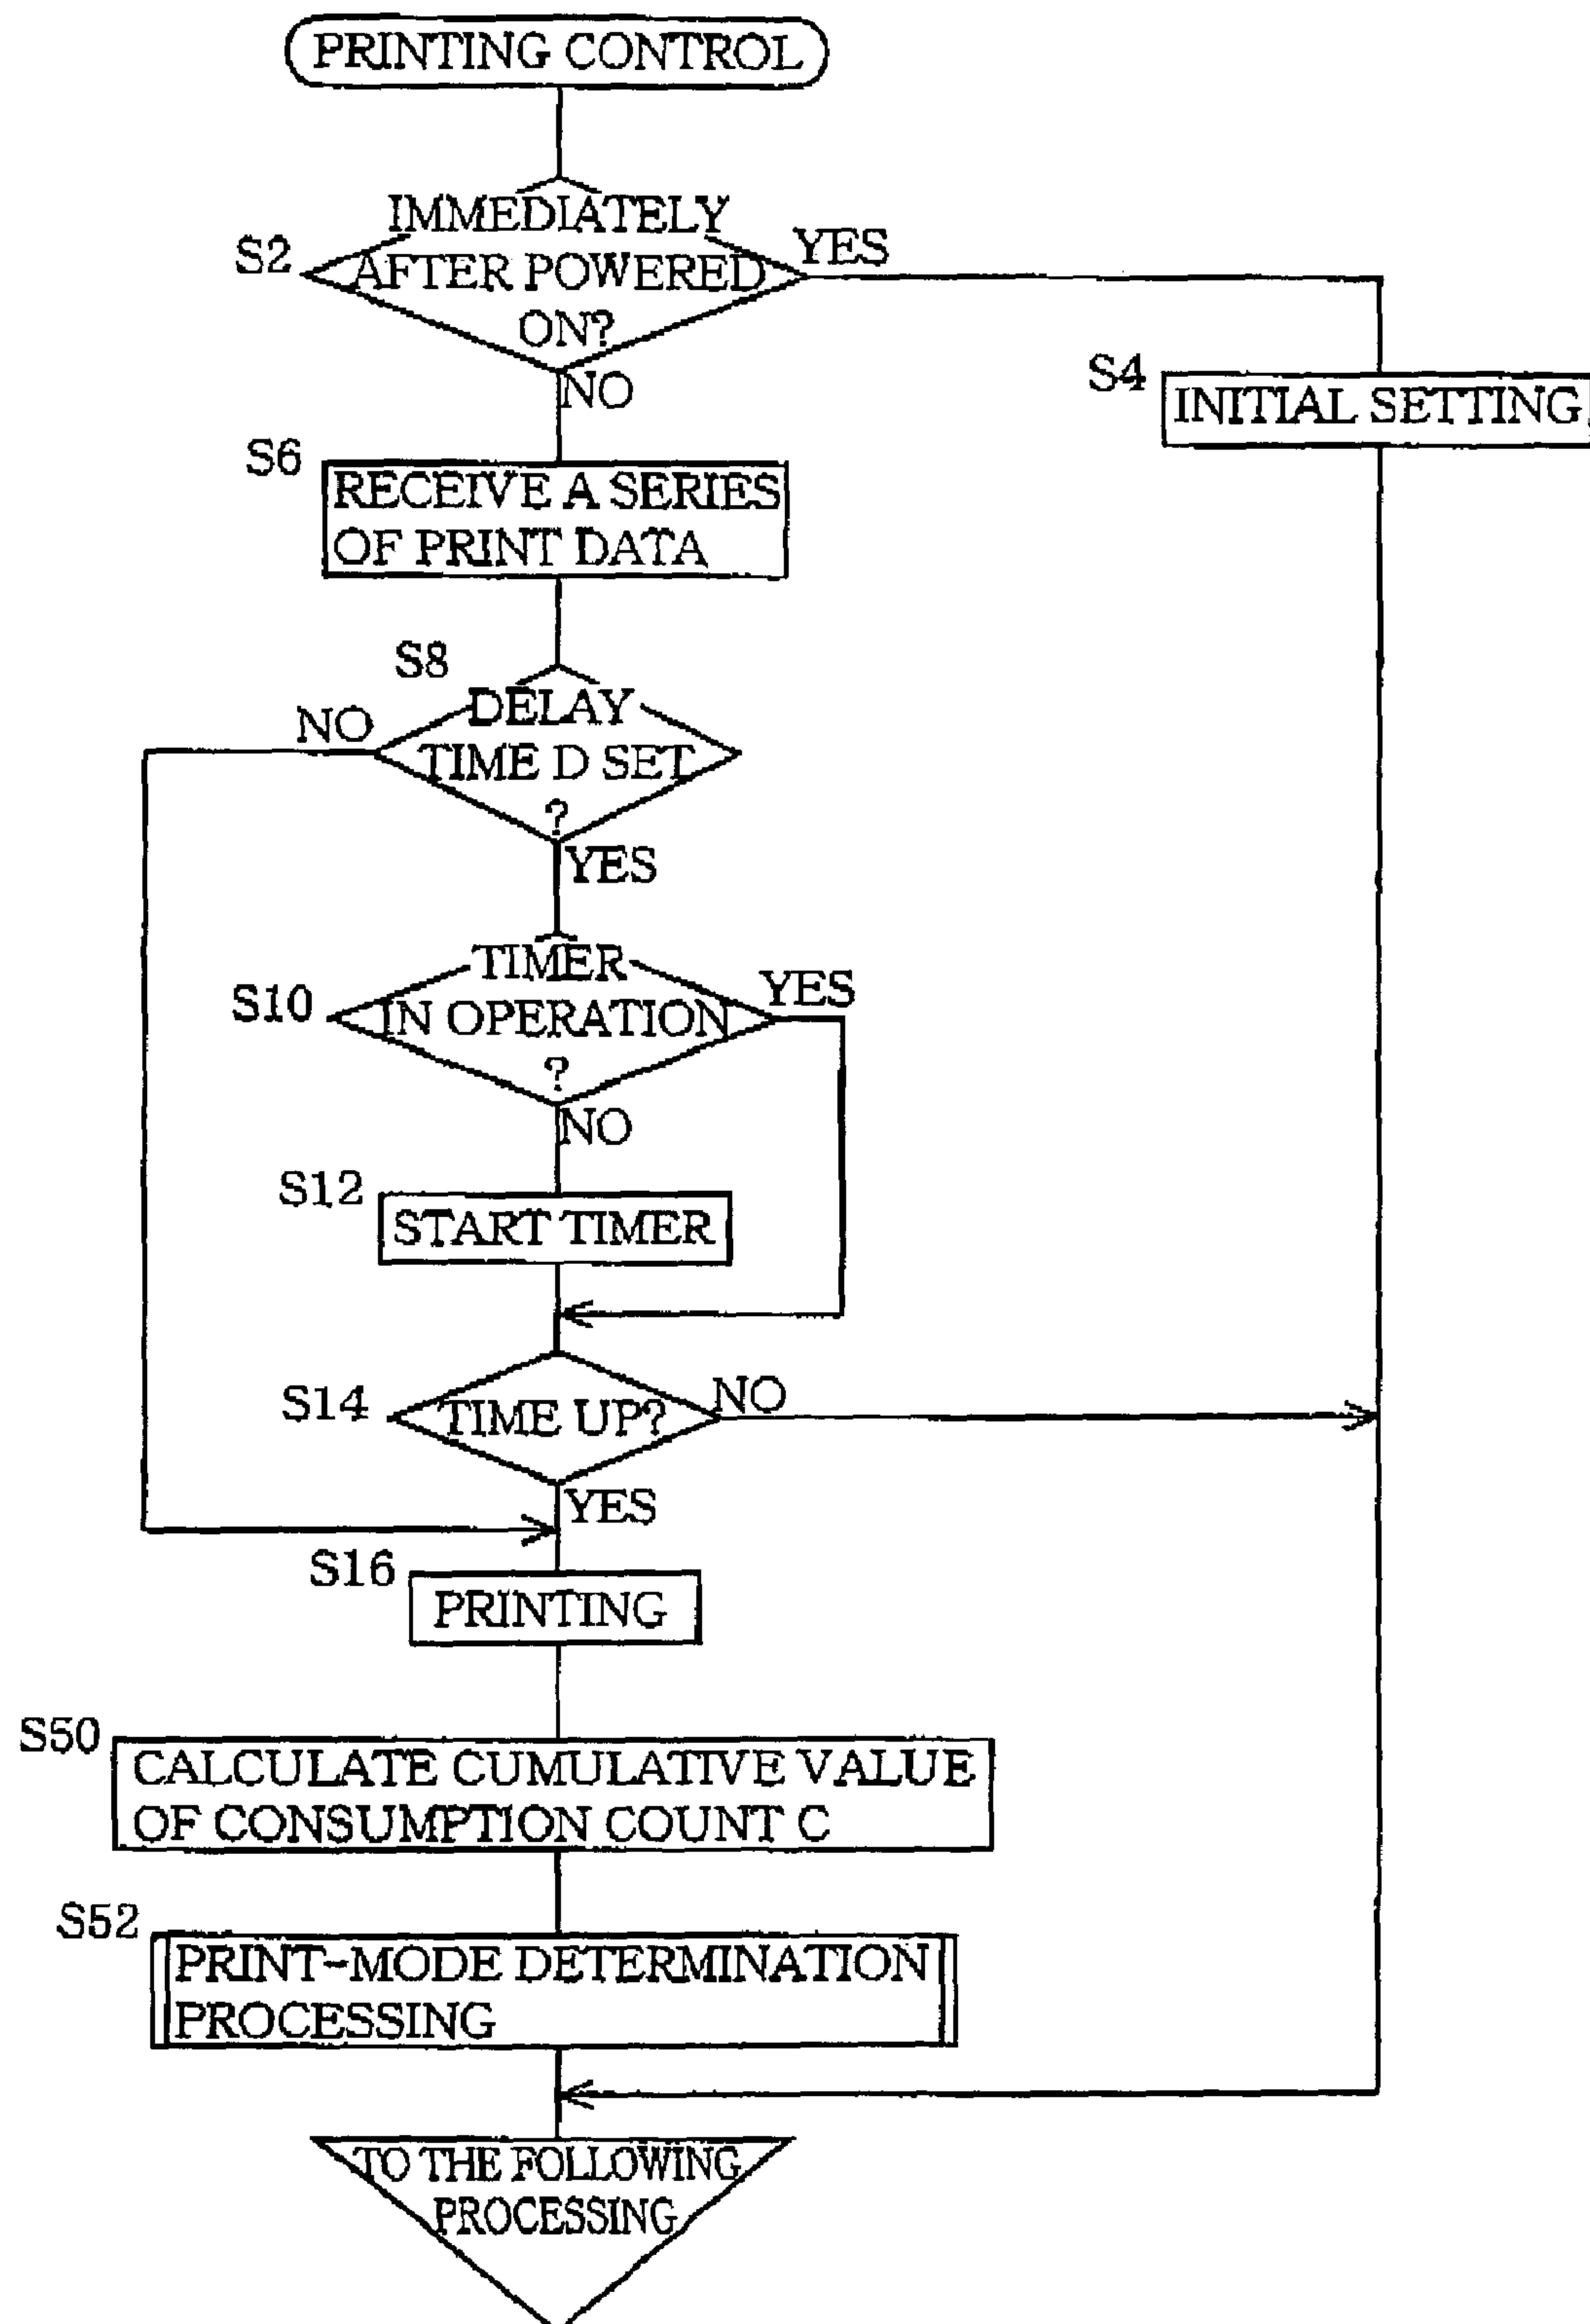 PRINTING CONTROL
IMMEDIATELY
S2
AFTER POWERED
YES
ON?
NO
S4
INITIAL SETTING
S6
RECEIVE A SERIES
OF PRINT DATA
S8
DELAY
NO
TIME D SET
?
YES
TIMER
YES
S10
IN OPERATION
?
NO
S12
START TIMER
S14
TIME UP?
NO
YES
S16
PRINTING
S50
CALCULATE CUMULATIVE VALUE
OF CONSUMPTION COUNT C
S52
PRINT-MODE DETERMINATION
PROCESSING
TO THE FOLLOWING
PROCESSING